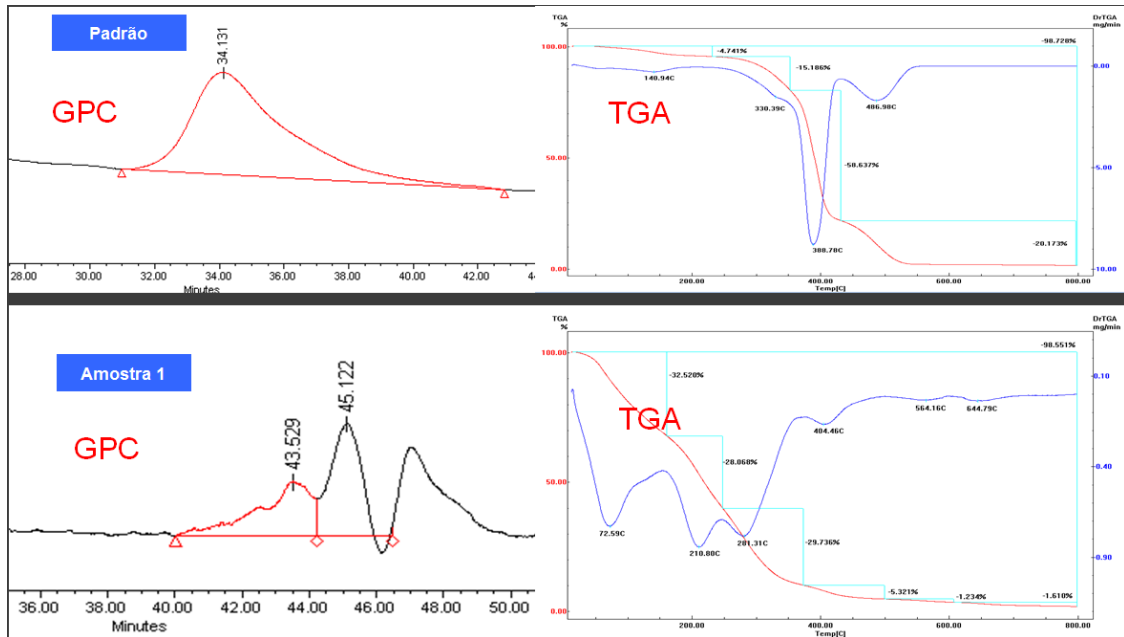 Padrão
GPC
34.131
28.00 30.00 32.00 34.00 36.00 38.00 40.00 42.00
Minutes
TGA
%
DrTGA
mg/min
100.00
50.00
0.00
0.00
-5.00
-10.00
-4.741%
-15.186%
-58.637%
-20.173%
-98.728%
140.94C
330.39C
388.78C
486.98C
TGA
200.00 400.00 600.00 800.00
Temp[C]
Amostra 1
GPC
43.529
45.122
36.00 38.00 40.00 42.00 44.00 46.00 48.00 50.00
Minutes
TGA
%
DrTGA
mg/min
100.00
50.00
0.00
0.10
0.40
0.90
-32.528%
-28.868%
-29.736%
-5.321%
-1.234%
-1.610%
-98.551%
72.59C
210.80C
281.31C
404.46C
564.16C
644.79C
TGA
200.00 400.00 600.00 800.00
Temp[C]